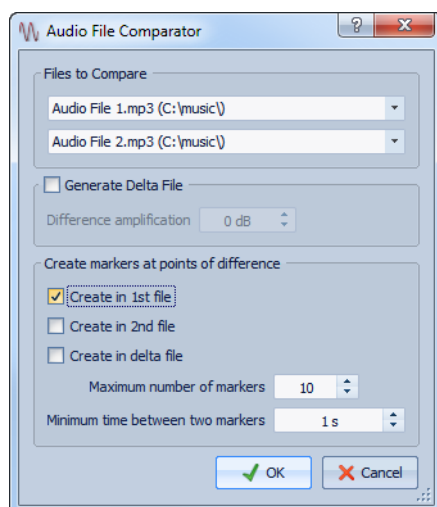 Audio File Comparator
?
Files to Compare
Audio File 1.mp3 (C:\music\)
Audio File 2.mp3 (C:\music\)
Generate Delta File
Difference amplification 0 dB
Create markers at points of difference
Create in 1st file
Create in 2nd file
Create in delta file
Maximum number of markers 10
Minimum time between two markers 1 s
OK Cancel